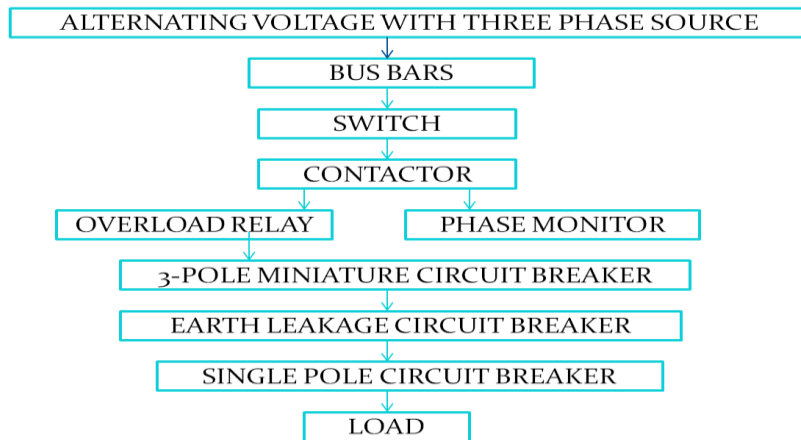 ALTERNATING VOLTAGE WITH THREE PHASE SOURCE
BUS BARS
SWITCH
CONTACTOR
OVERLOAD RELAY
PHASE MONITOR
3-POLE MINIATURE CIRCUIT BREAKER
EARTH LEAKAGE CIRCUIT BREAKER
SINGLE POLE CIRCUIT BREAKER
LOAD